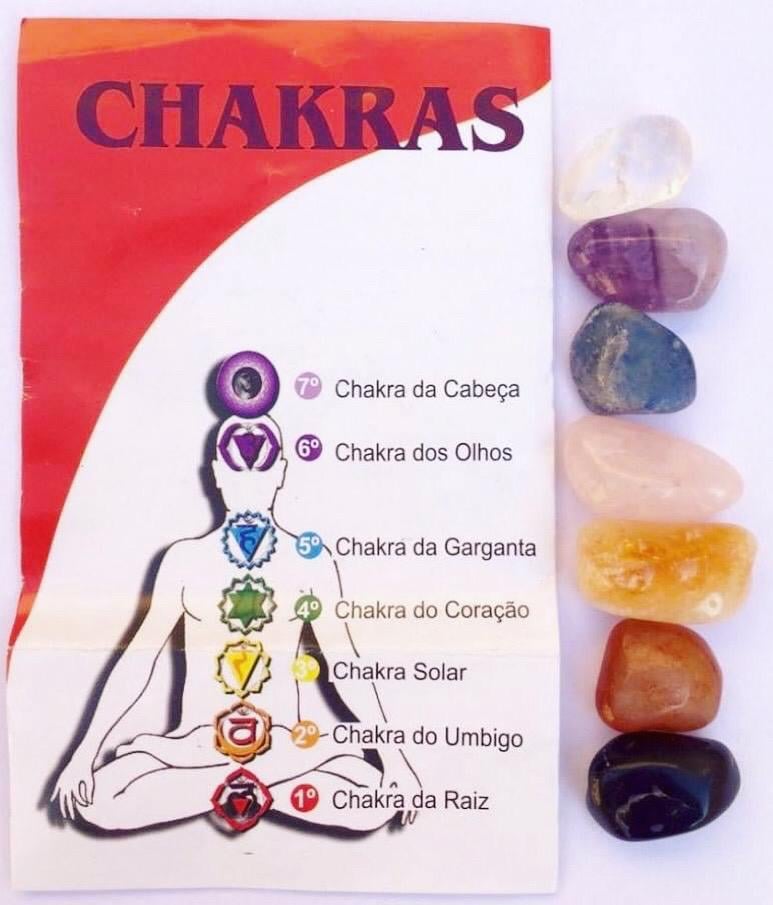 CHAKRAS
7º Chakra da Cabeça
6º Chakra dos Olhos
5º Chakra da Garganta
4º Chakra do Coração
3º Chakra Solar
2º Chakra do Umbigo
1º Chakra da Raiz